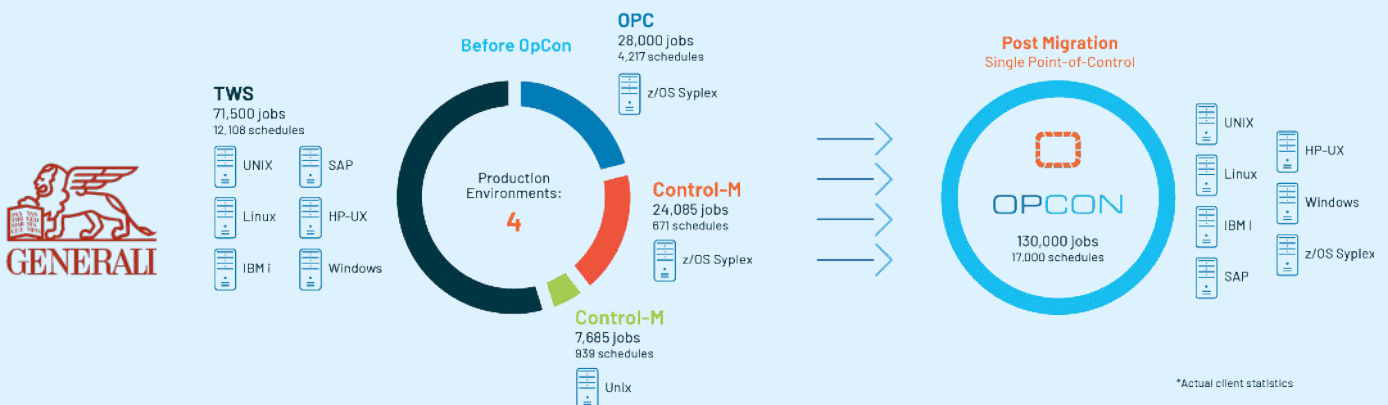 GENERALI
TWS
71,500 jobs
12,108 schedules
UNIX
SAP
Linux
HP-UX
IBM i
Windows
Before OpCon
Production
Environments:
4
OPC
28,000 jobs
4,217 schedules
z/OS Syplex
Control-M
24,085 jobs
671 schedules
z/OS Syplex
Control-M
7,685 jobs
939 schedules
Unix
Post Migration
Single Point-of-Control
OPCON
130,000 jobs
17,000 schedules
UNIX
Linux
IBM i
SAP
HP-UX
Windows
z/OS Syplex
*Actual client statistics